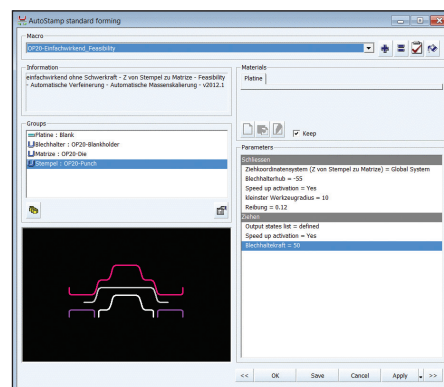 AutoStamp standard forming
Macro
OP20-Einfachwirkend_Feasibility
Information
einfachwirkend ohne Schwerkraft - Z von Stempel zu Matrize - Feasibility
- Automatische Verfeinerung - Automatische Massenskalierung - v2012.1
Groups
Platine : Blank
Blechhalter : OP20-Blankholder
Matrize : OP20-Die
Stempel : OP20-Punch
Materials
Platine
Keep
Parameters
Schliessen
Ziehkoordinatensystem (Z von Stempel zu Matrize) = Global System
Blechhalterhub = -55
Speed up activation = Yes
kleinster Werkzeugradius = 10
Reibung = 0.12
Ziehen
Output states list = defined
Speed up activation = Yes
Blechhaltekraft = 50
<< OK Save Cancel Apply >>